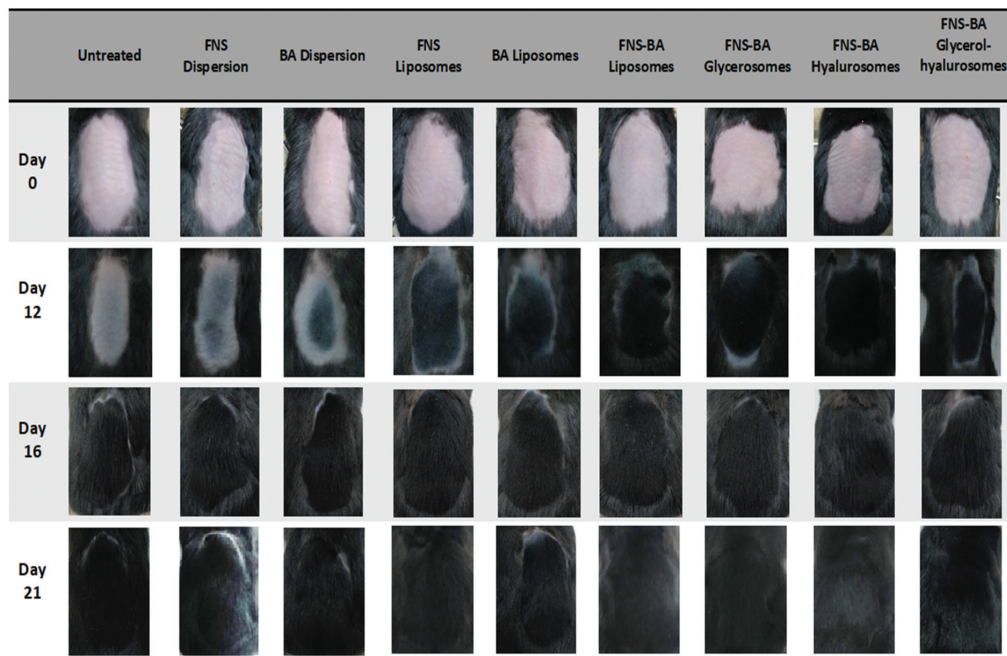 Untreated
FNS
Dispersion
BA Dispersion
FNS
Liposomes
BA Liposomes
FNS-BA
Liposomes
FNS-BA
Glycerosomes
FNS-BA
Hyalurosomes
FNS-BA
Glycerol-
hyalurosomes
Day
0
Day
12
Day
16
Day
21